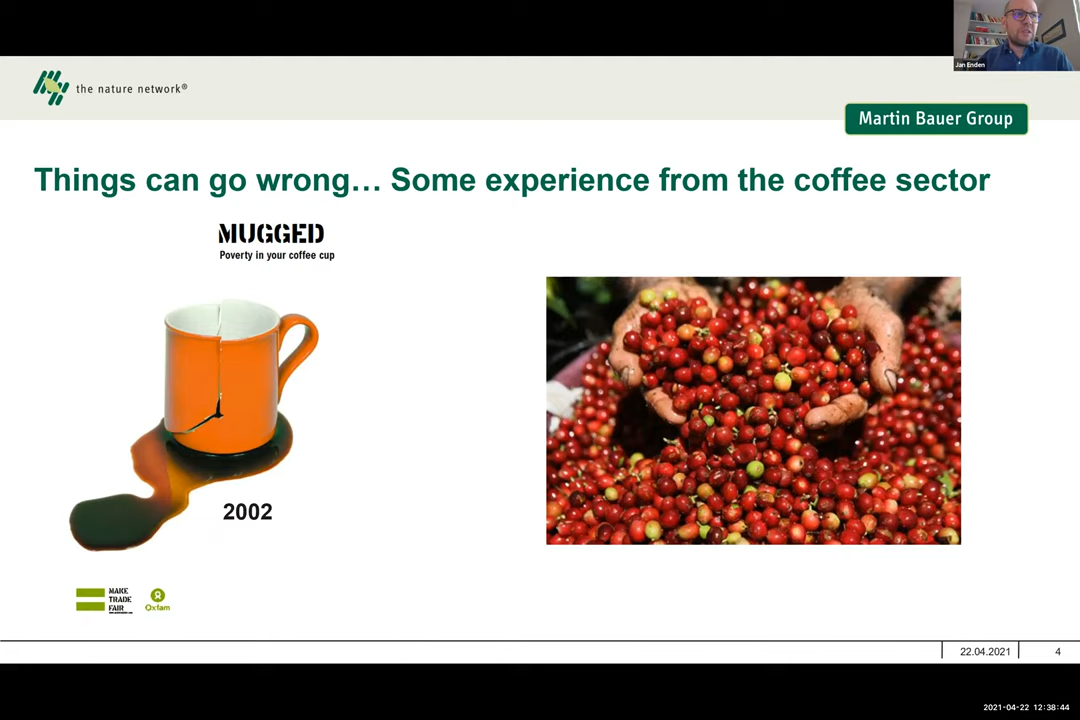 Jan Enden
the nature network®
Martin Bauer Group
Things can go wrong… Some experience from the coffee sector
MUGGED
Poverty in your coffee cup
2002
MAKE
TRADE
FAIR
Oxfam
22.04.2021
4
2021-04-22 12:38:44